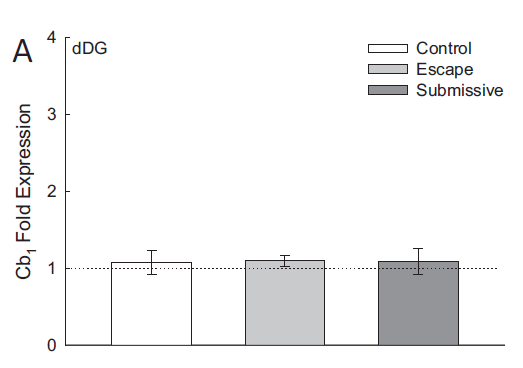 A
dDG
Control
Escape
Submissive
Cb1 Fold Expression
4
3
2
1
0